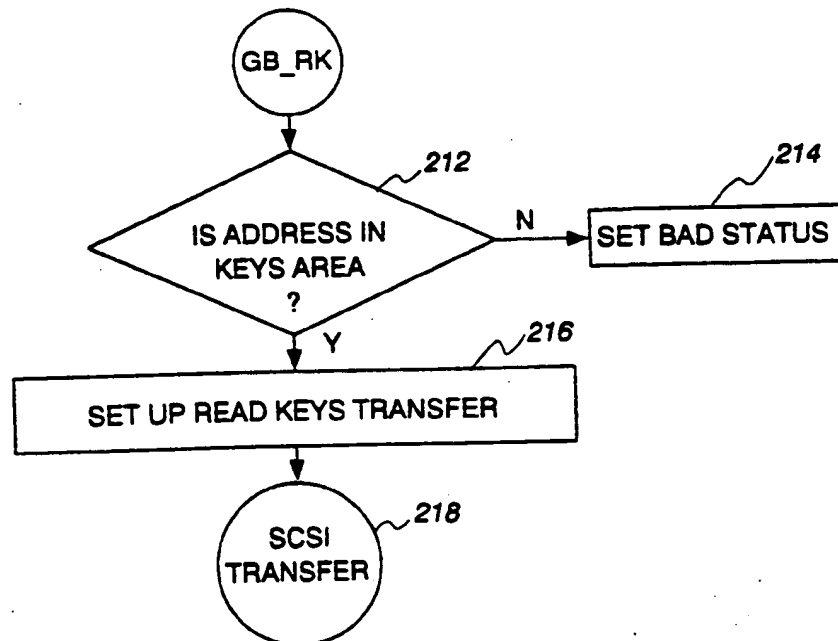 GB_RK
212
214
IS ADDRESS IN
KEYS AREA
?
N
SET BAD STATUS
Y
216
SET UP READ KEYS TRANSFER
218
SCSI
TRANSFER